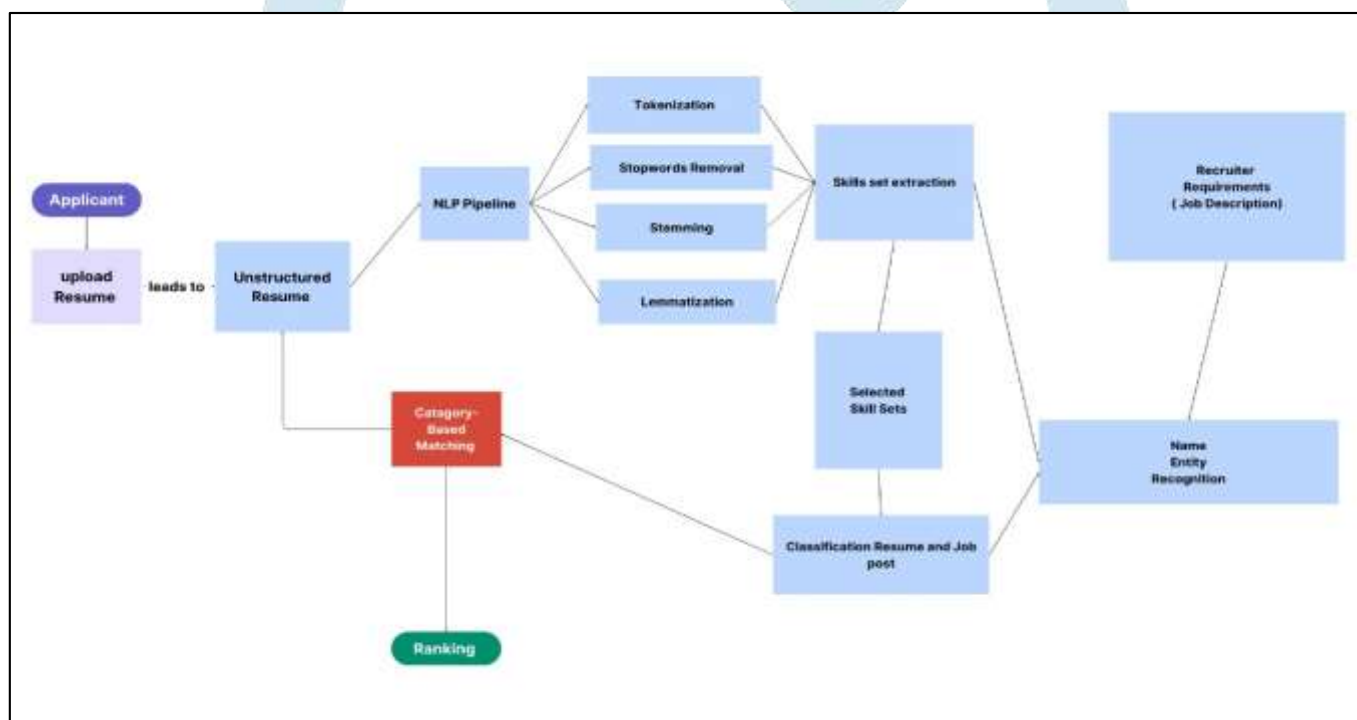 Applicant
upload
Resume
leads to
Unstructured
Resume
NLP Pipeline
Tokenization
Stopwords Removal
Stemming
Lemmatization
Skills set extraction
Recruiter
Requirements
( Job Description)
Selected
Skill Sets
Name
Entity
Recognition
Catagory-
Based
Matching
Classification Resume and Job
post
Ranking